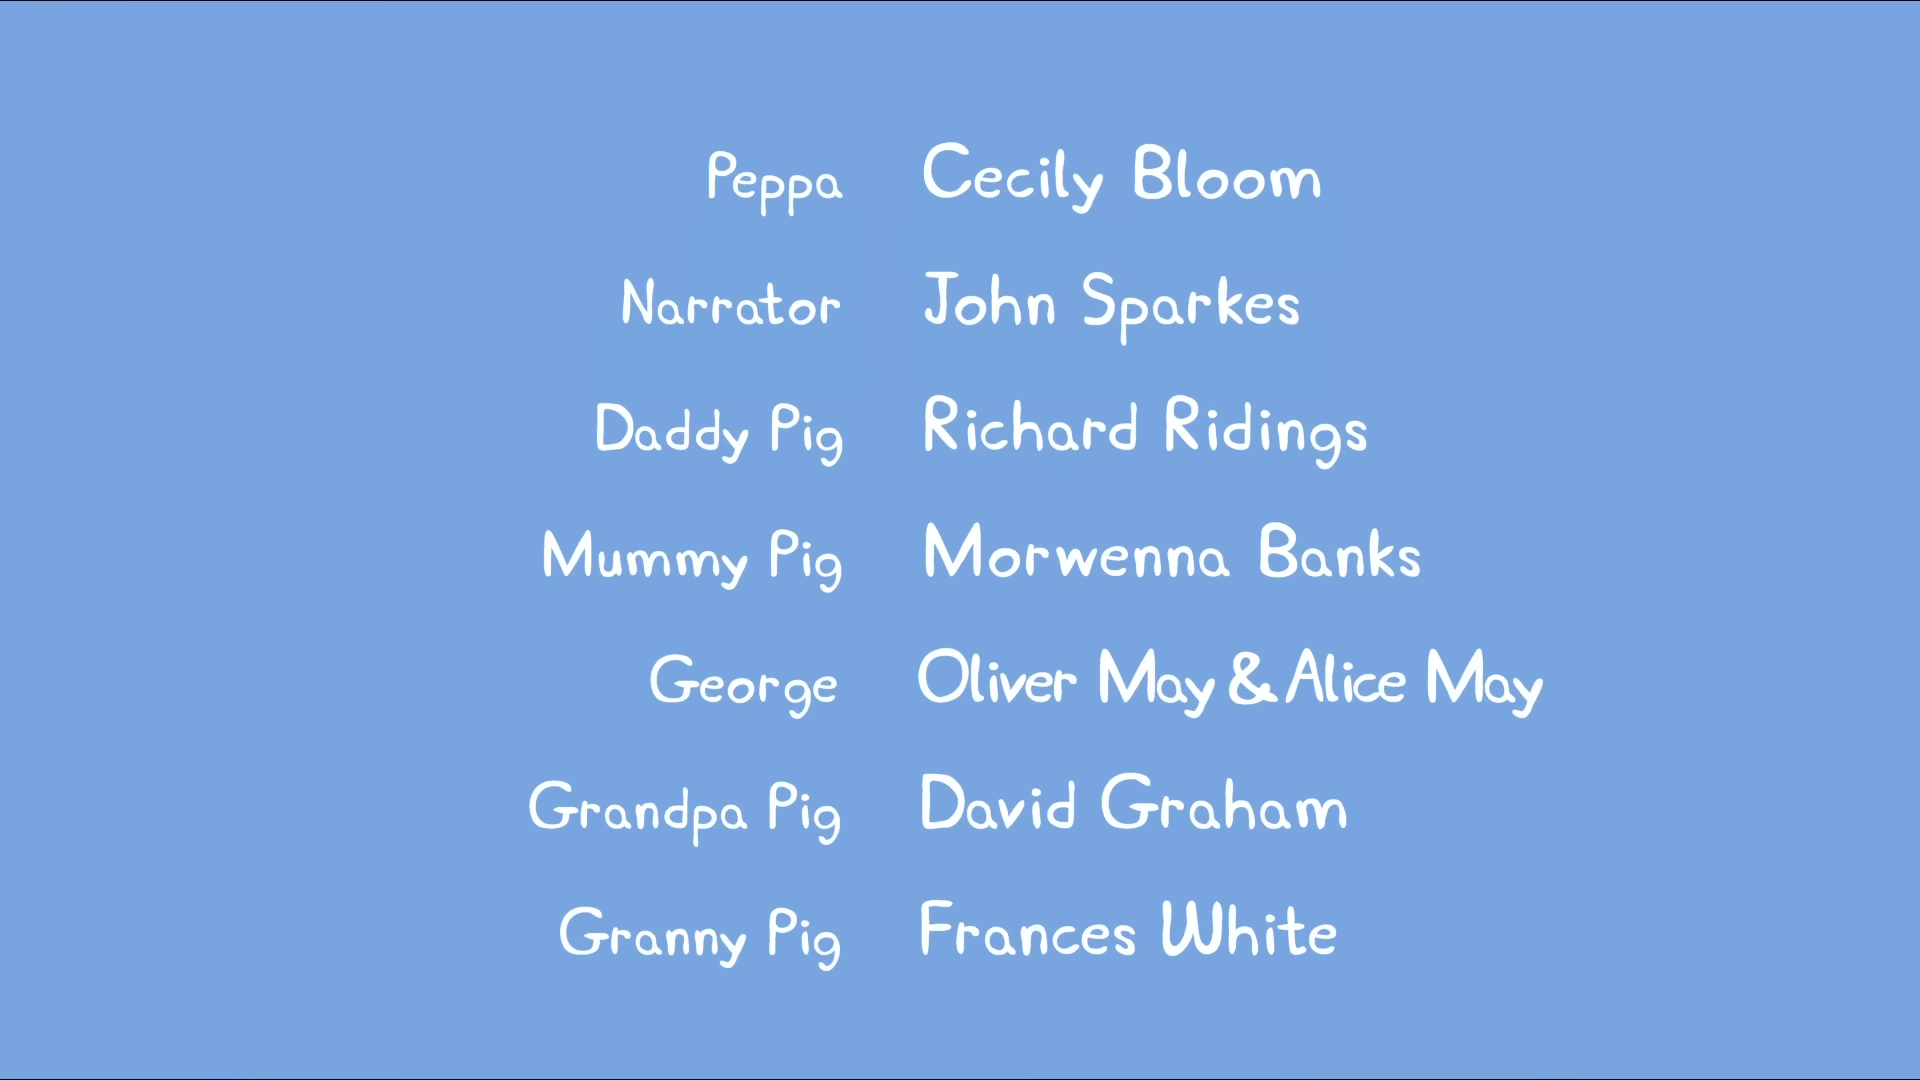 Peppa Cecily Bloom
Narrator John Sparkes
Daddy Pig Richard Ridings
Mummy Pig Morwenna Banks
George Oliver May & Alice May
Grandpa Pig David Graham
Granny Pig Frances White